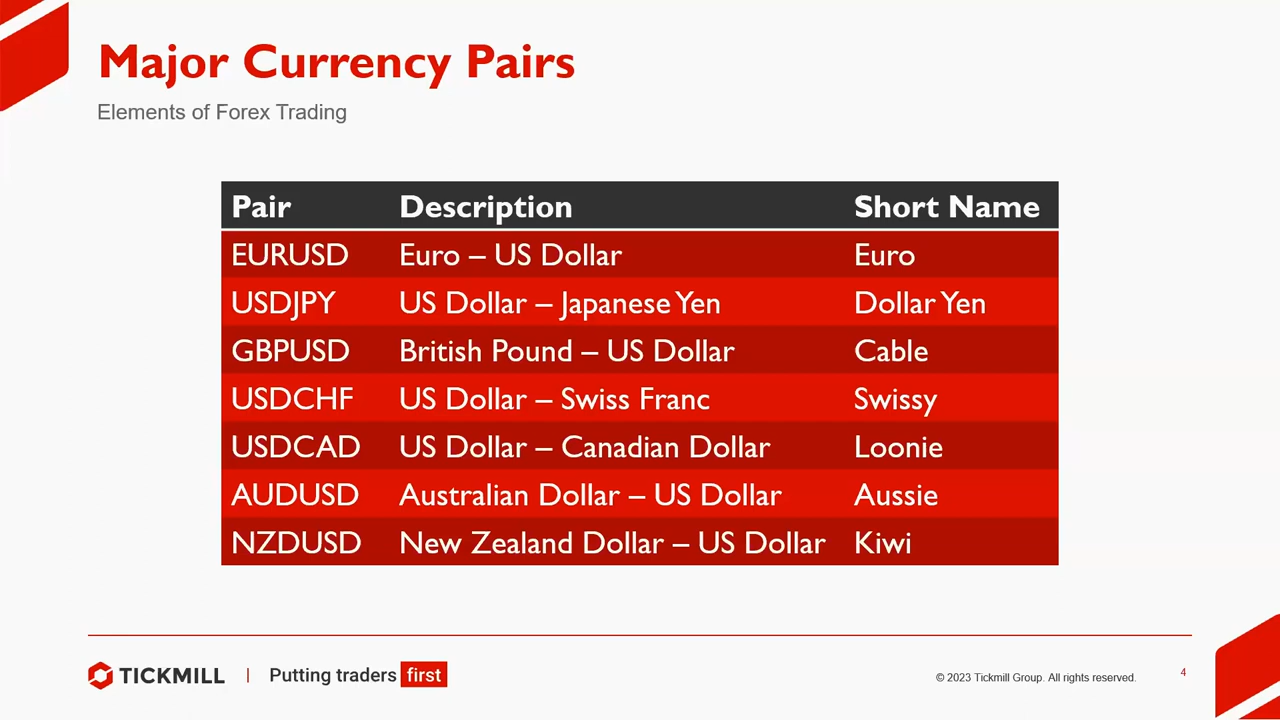 Major Currency Pairs
Elements of Forex Trading
Pair Description Short Name
EURUSD Euro – US Dollar Euro
USDJPY US Dollar – Japanese Yen Dollar Yen
GBPUSD British Pound – US Dollar Cable
USDCHF US Dollar – Swiss Franc Swissy
USDCAD US Dollar – Canadian Dollar Loonie
AUDUSD Australian Dollar – US Dollar Aussie
NZDUSD New Zealand Dollar – US Dollar Kiwi
TICKMILL | Putting traders first
© 2023 Tickmill Group. All rights reserved. 4